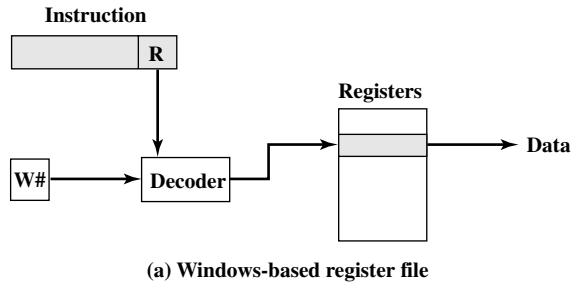 Instruction
R
Registers
Data
W#
Decoder
(a) Windows-based register file